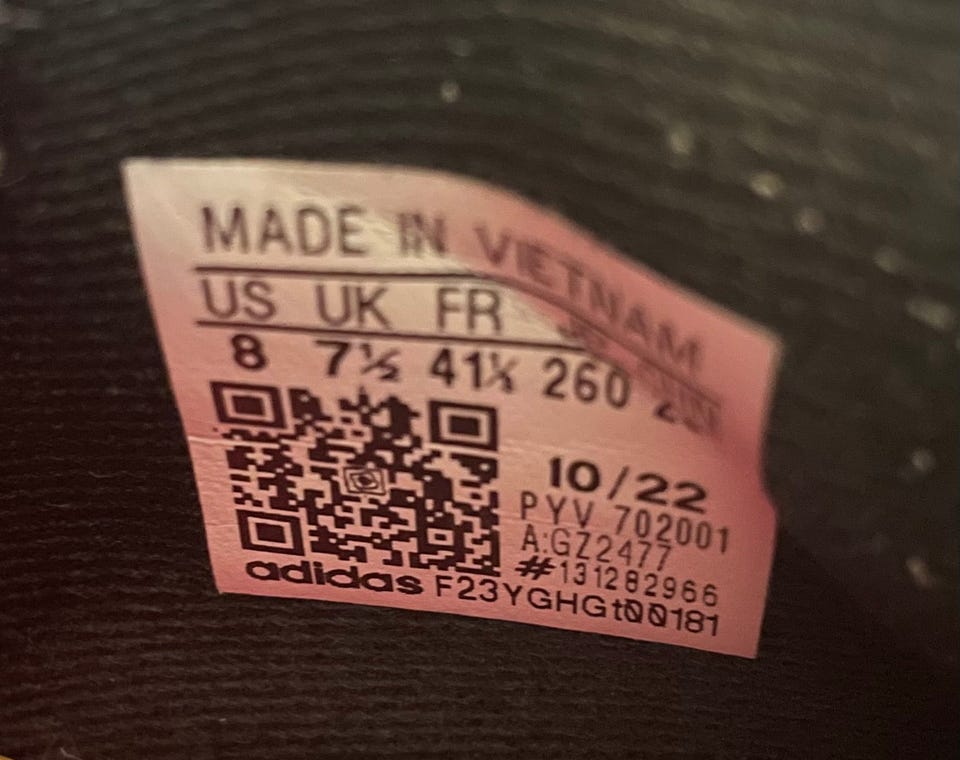 MADE IN VIETNAM
US UK FR
8 7½ 41⅓ 260
10/22
PYV 702001
A:GZ2477
#131282966
adidas F23YGHGt00181